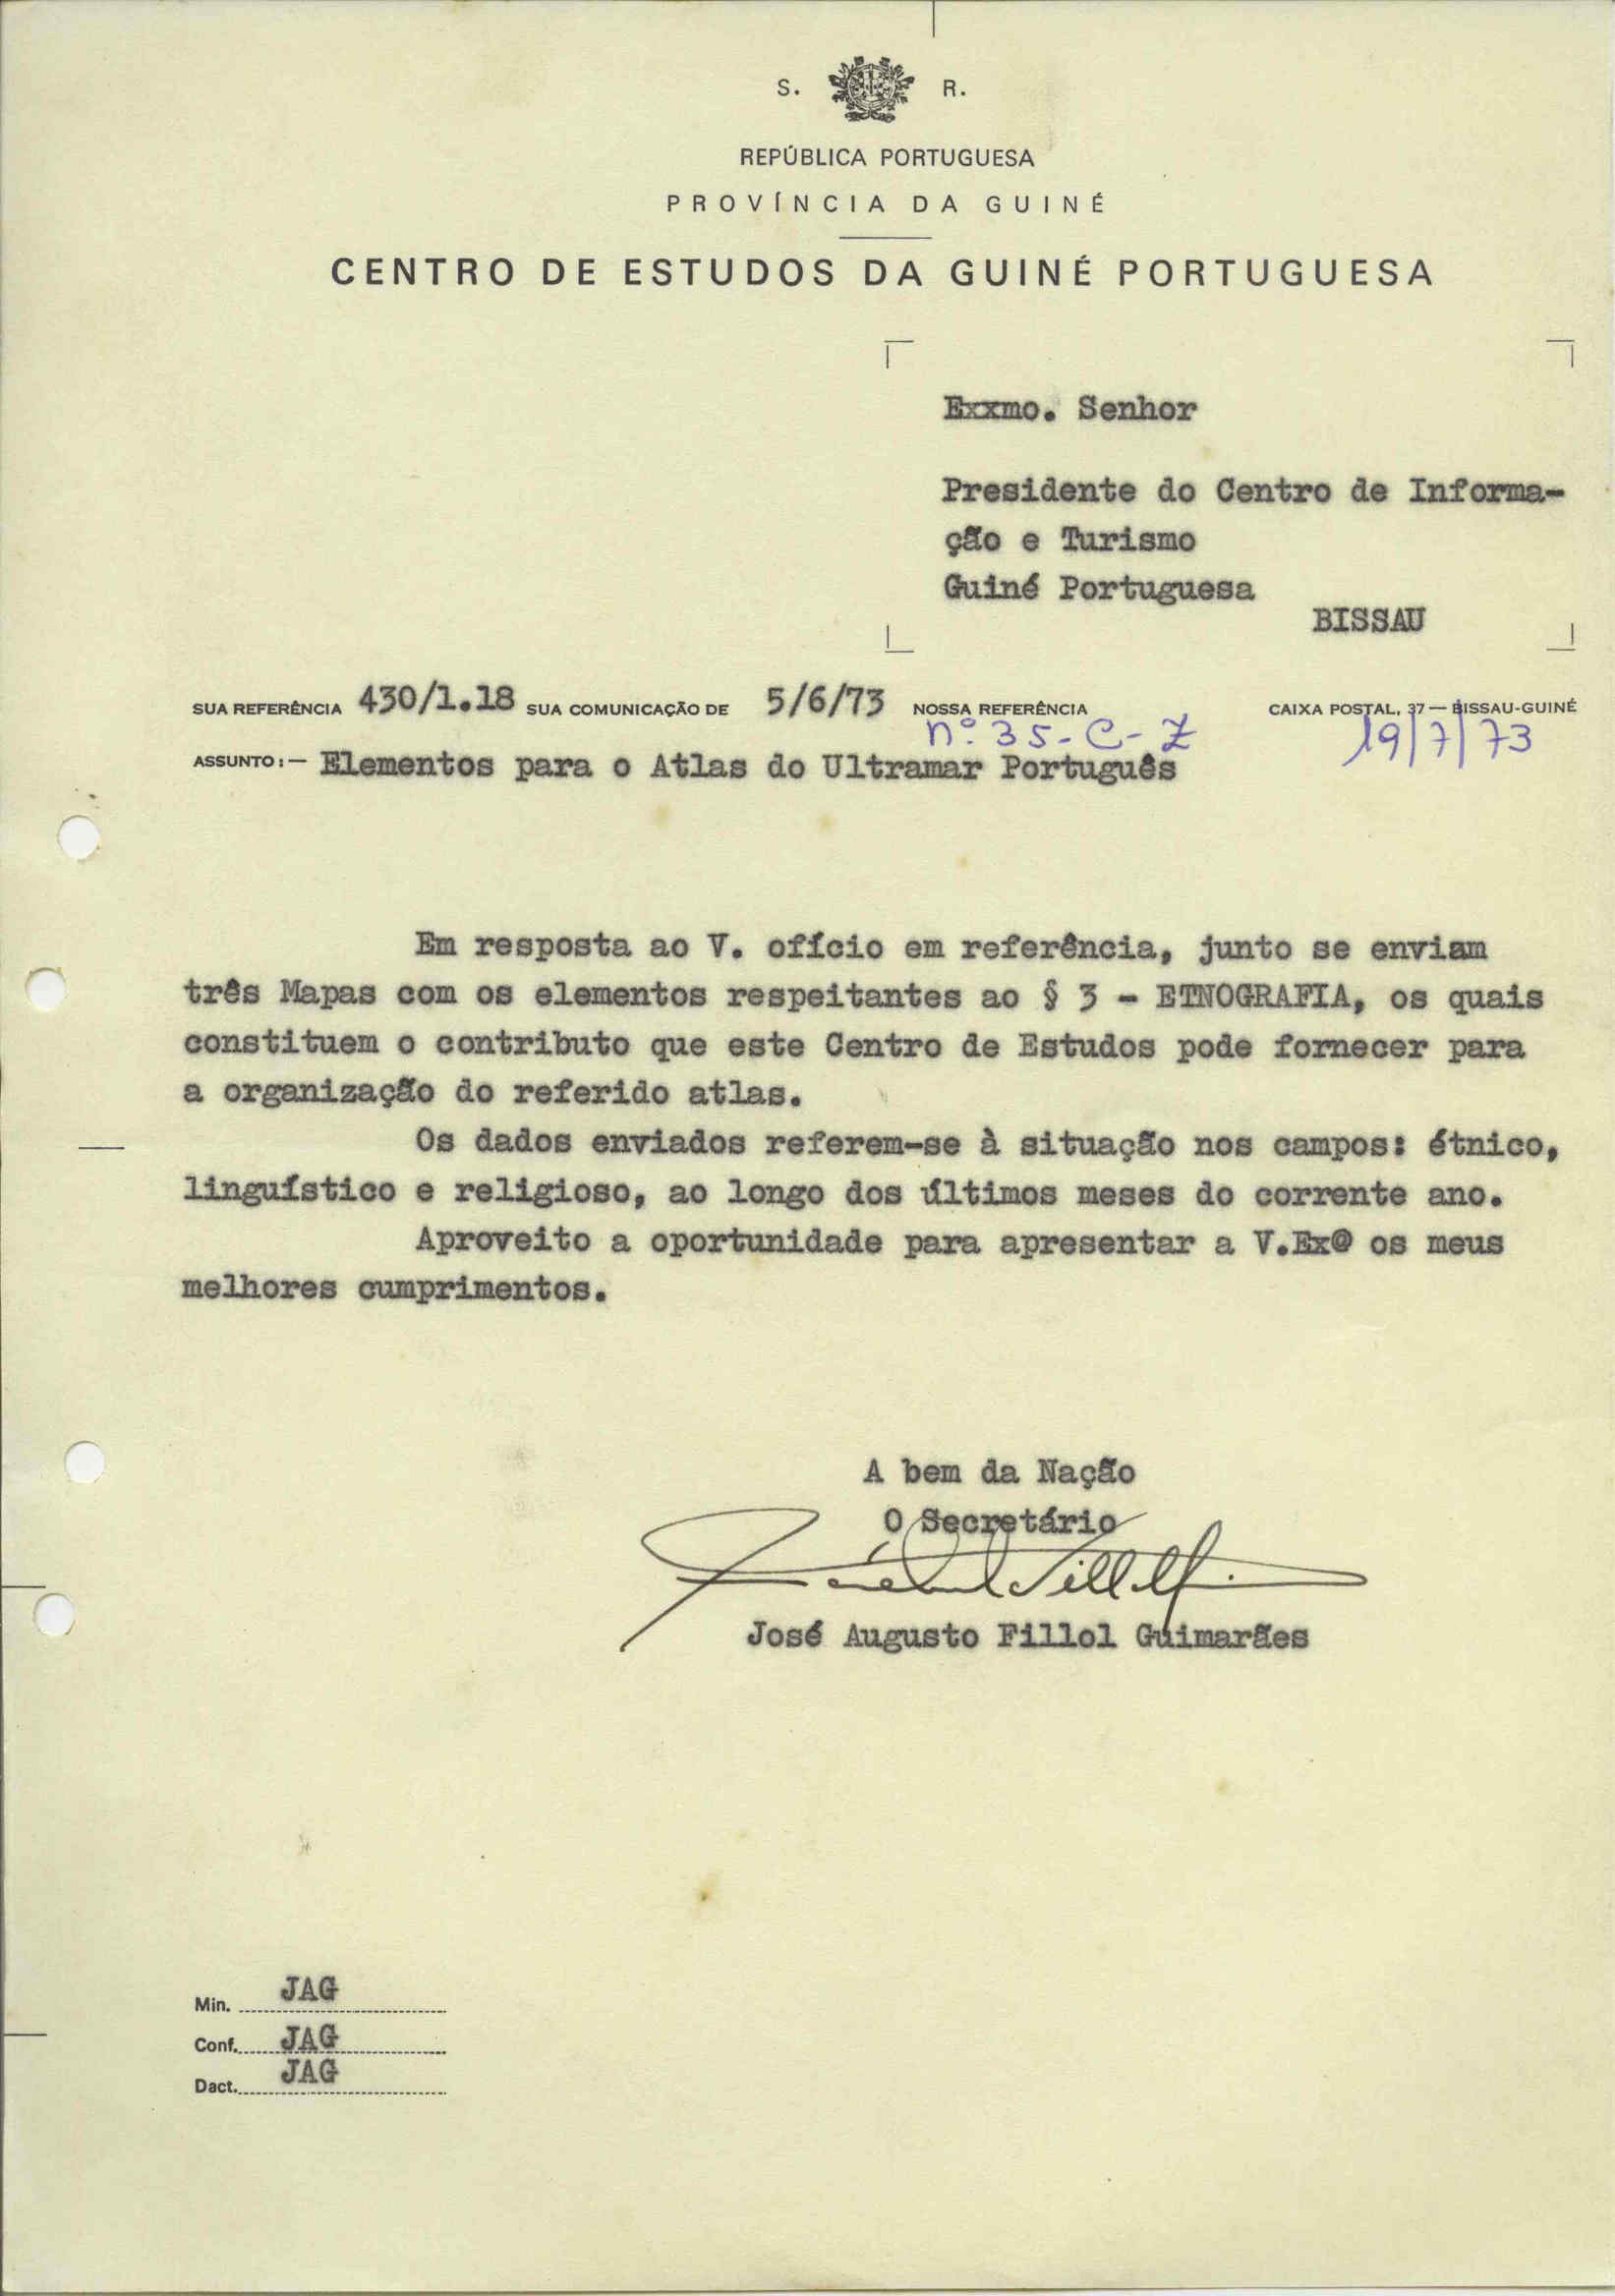 S. R.
REPÚBLICA PORTUGUESA
PROVÍNCIA DA GUINÉ
CENTRO DE ESTUDOS DA GUINÉ PORTUGUESA
Exxmo. Senhor
Presidente do Centro de Informa-
ção e Turismo
Guiné Portuguesa
BISSAU
SUA REFERÊNCIA 430/1.18 SUA COMUNICAÇÃO DE 5/6/73 NOSSA REFERÊNCIA CAIXA POSTAL, 37 — BISSAU-GUINÉ
nº 35-C-Z 19/7/73
ASSUNTO: — Elementos para o Atlas do Ultramar Português
Em resposta ao V. ofício em referência, junto se enviam
três Mapas com os elementos respeitantes ao § 3 - ETNOGRAFIA, os quais
constituem o contributo que este Centro de Estudos pode fornecer para
a organização do referido atlas.
Os dados enviados referem-se à situação nos campos: étnico,
linguístico e religioso, ao longo dos últimos meses do corrente ano.
Aproveito a oportunidade para apresentar a V.Ex@ os meus
melhores cumprimentos.
A bem da Nação
O Secretário
José Augusto Fillol Guimarães
Min. JAG
Conf. JAG
Dact. JAG